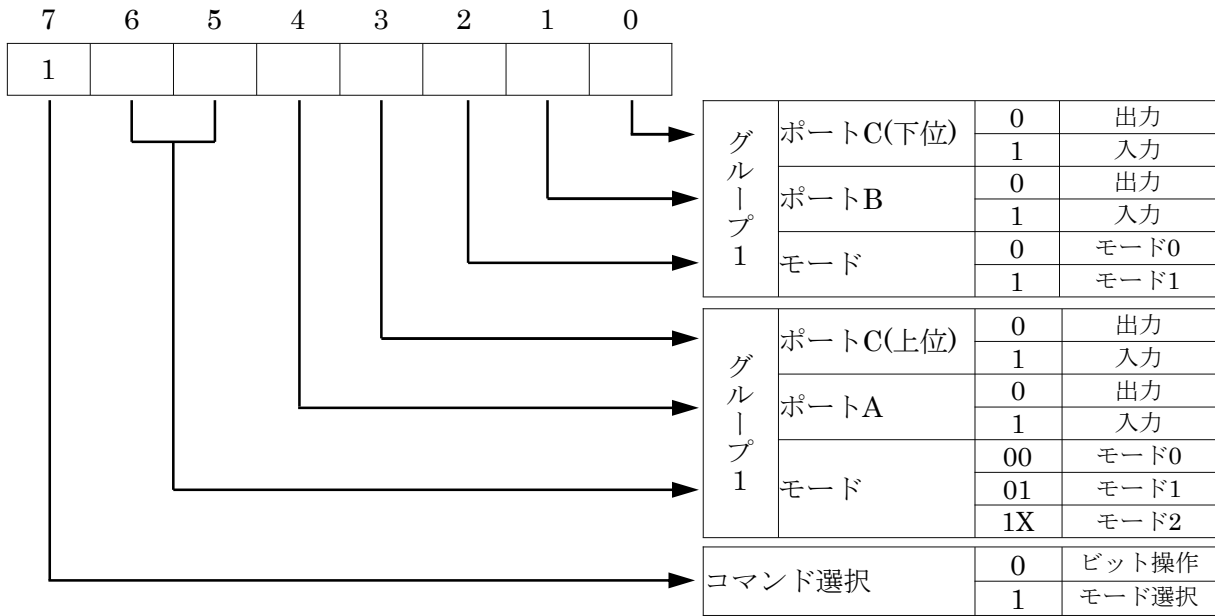 7 6 5 4 3 2 1 0
1
グループ1
ポートC(下位)
0 出力
1 入力
ポートB
0 出力
1 入力
モード
0 モード0
1 モード1
グループ1
ポートC(上位)
0 出力
1 入力
ポートA
0 出力
1 入力
モード
00 モード0
01 モード1
1X モード2
コマンド選択
0 ビット操作
1 モード選択